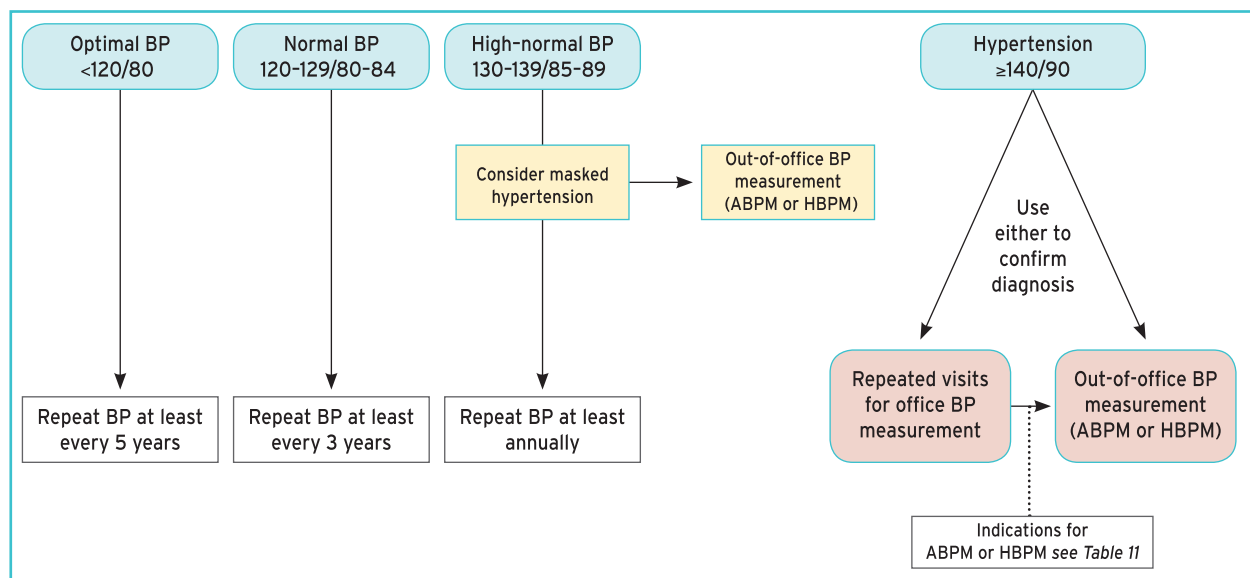 Optimal BP
<120/80
Normal BP
120–129/80–84
High–normal BP
130–139/85–89
Hypertension
≥140/90
Consider masked
hypertension
Out-of-office BP
measurement
(ABPM or HBPM)
Use
either to
confirm
diagnosis
Repeat BP at least
every 5 years
Repeat BP at least
every 3 years
Repeat BP at least
annually
Repeated visits
for office BP
measurement
Out-of-office BP
measurement
(ABPM or HBPM)
Indications for
ABPM or HBPM see Table 11